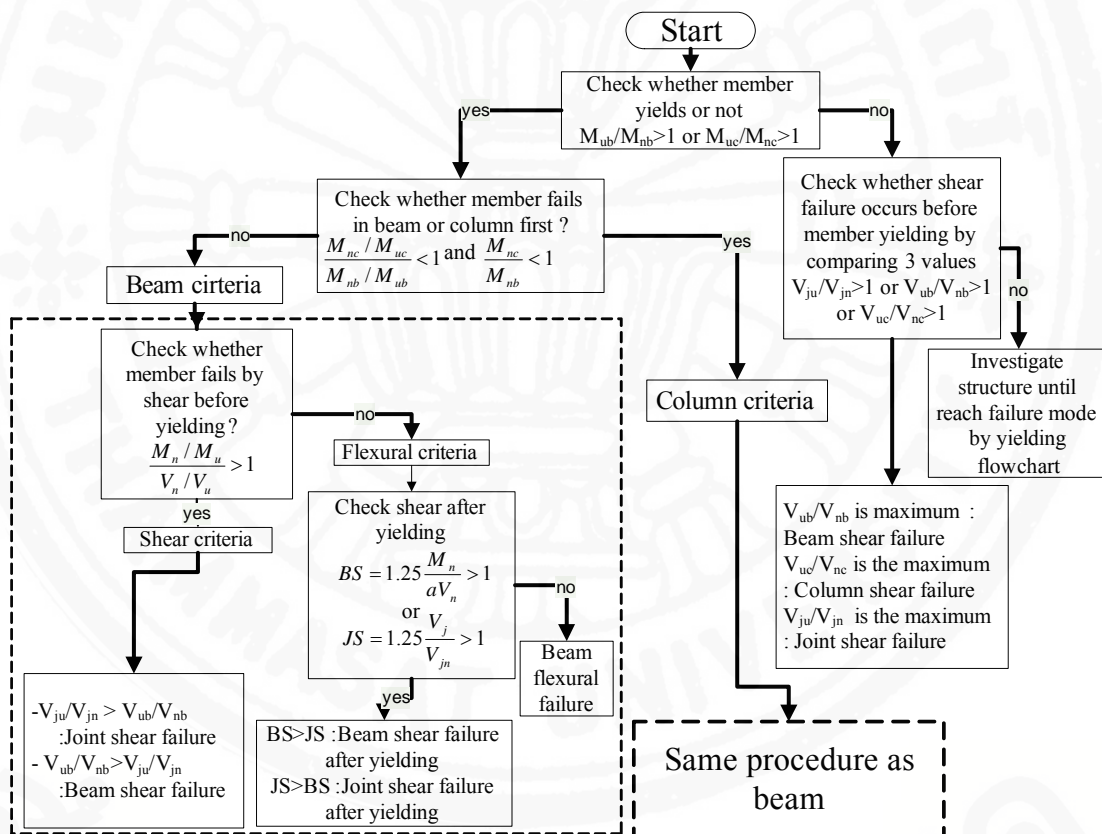 Start
Check whether member
yields or not
M_ub/M_nb>1 or M_uc/M_nc>1
yes
no
Check whether member fails
in beam or column first ?
(M_nc / M_uc)/(M_nb / M_ub) < 1 and M_nc/M_nb < 1
no
yes
Check whether shear
failure occurs before
member yielding by
comparing 3 values
V_ju/V_jn>1 or V_ub/V_nb>1
or V_uc/V_nc>1
no
Investigate
structure until
reach failure mode
by yielding
flowchart
Beam cirteria
Check whether
member fails by
shear before
yielding ?
(M_n / M_u)/(V_n / V_u) > 1
no
yes
Flexural criteria
Shear criteria
Check shear after
yielding
BS = 1.25 M_n/(aV_n) > 1
or
JS = 1.25 V_j/V_jn > 1
no
yes
Beam
flexural
failure
-V_ju/V_jn > V_ub/V_nb
:Joint shear failure
- V_ub/V_nb>V_ju/V_jn
:Beam shear failure
BS>JS :Beam shear failure
after yielding
JS>BS :Joint shear failure
after yielding
Column criteria
V_ub/V_nb is maximum :
Beam shear failure
V_uc/V_nc is the maximum
: Column shear failure
V_ju/V_jn is the maximum
: Joint shear failure
Same procedure as
beam